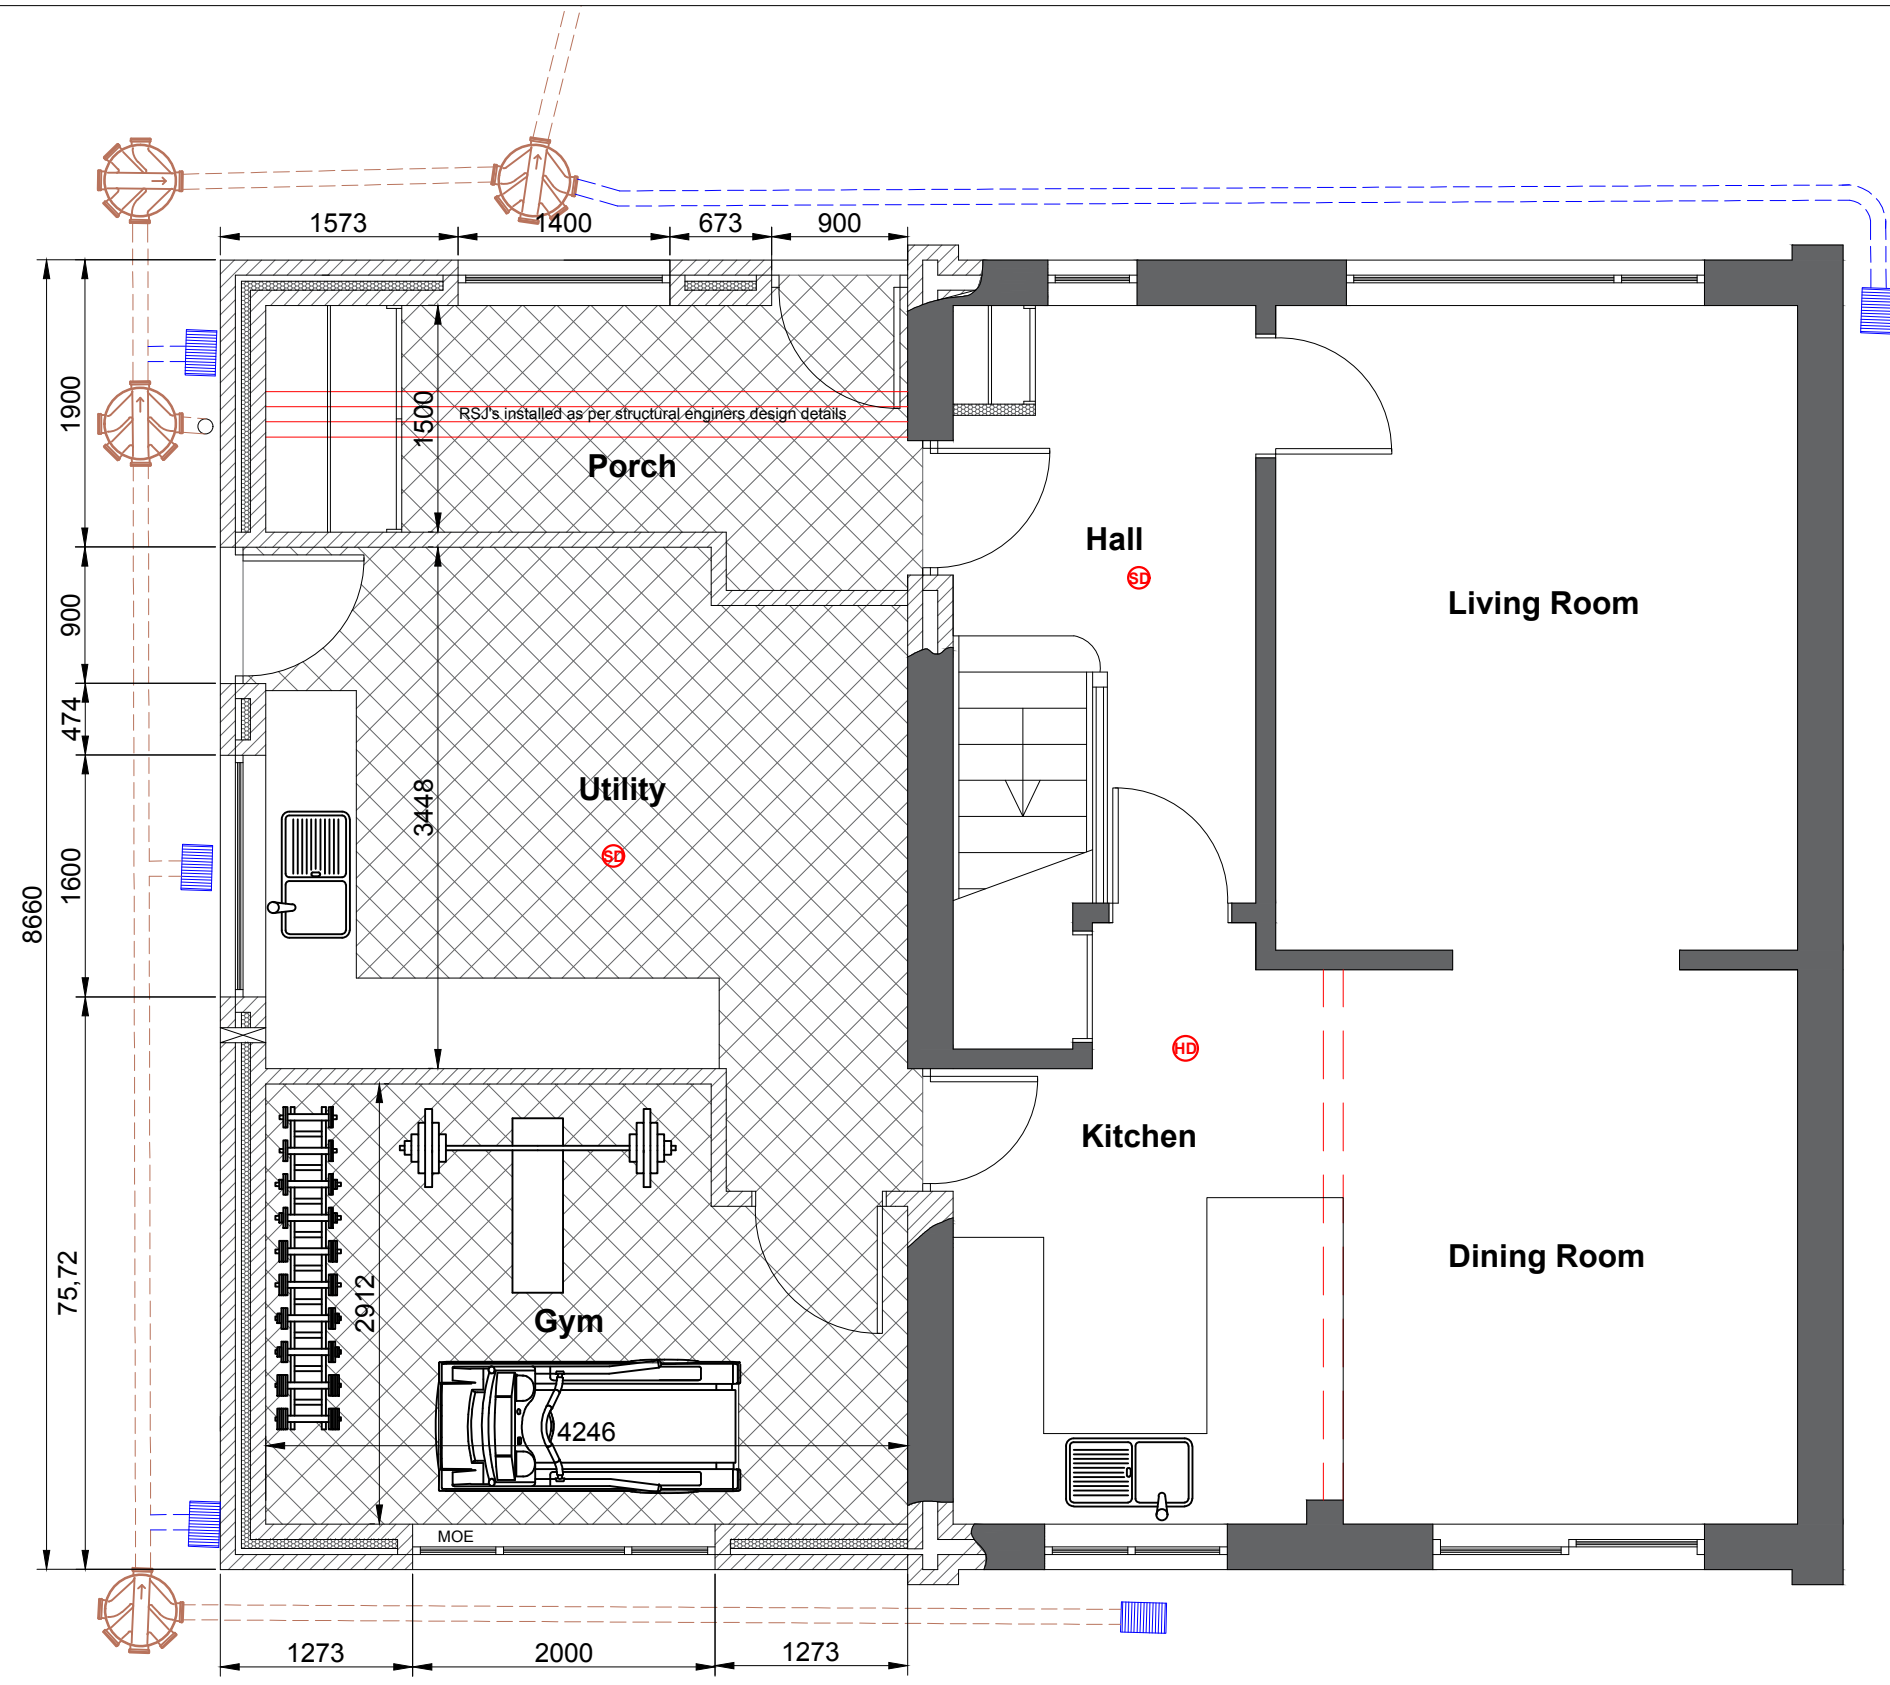 1573
1400
673
900
1900
1500
RSJ's installed as per structural enginers design details
Porch
Hall
SD
Living Room
900
474
Utility
3448
SD
1600
8660
HD
Kitchen
75,72
Dining Room
2912
Gym
4246
MOE
1273
2000
1273